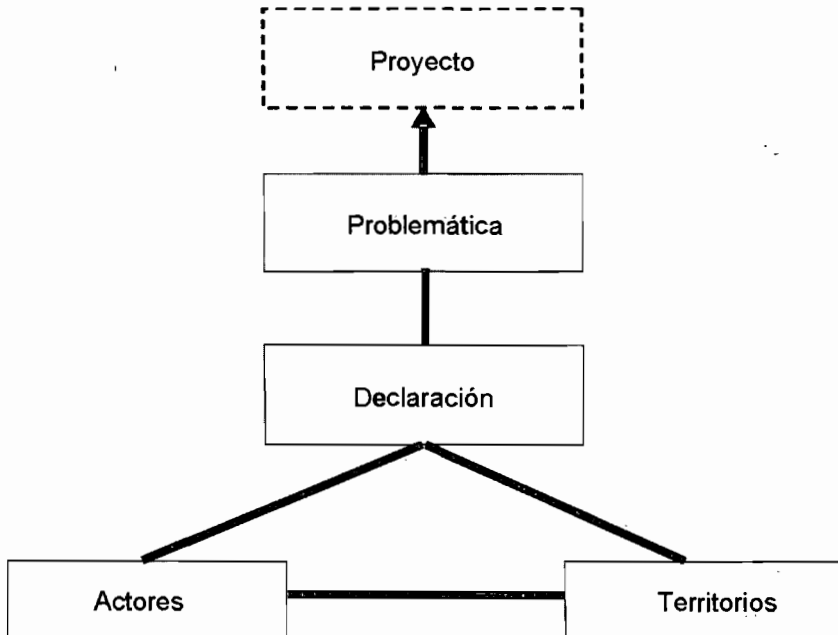 Proyecto
Problemática
Declaración
Actores
Territorios